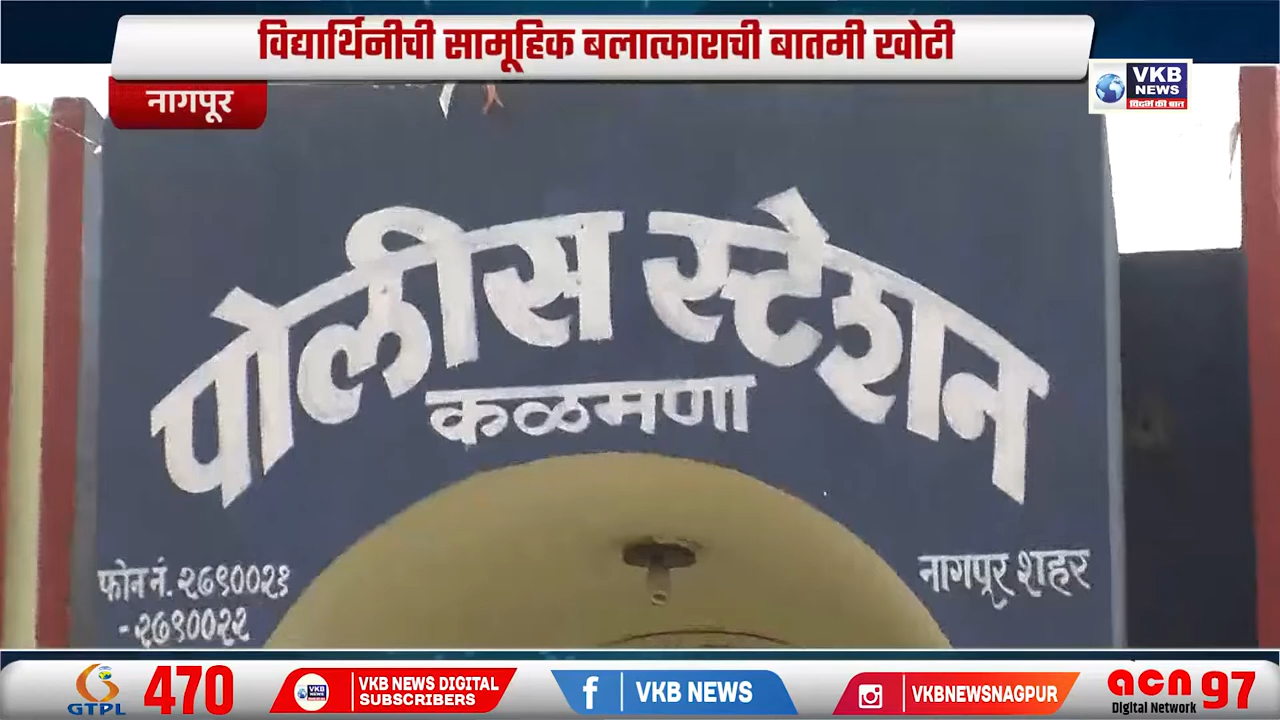 विद्यार्थिनीची सामूहिक बलात्काराची बातमी खोटी
नागपूर
VKB
NEWS
विदर्भ की बात
पोलीस स्टेशन
कळमणा
फोन नं. २६९००२१
-२६९००२२
नागपूर शहर
GTPL
470
VKB NEWS DIGITAL
SUBSCRIBERS
VKB NEWS
VKBNEWSNAGPUR
acn 97
Digital Network